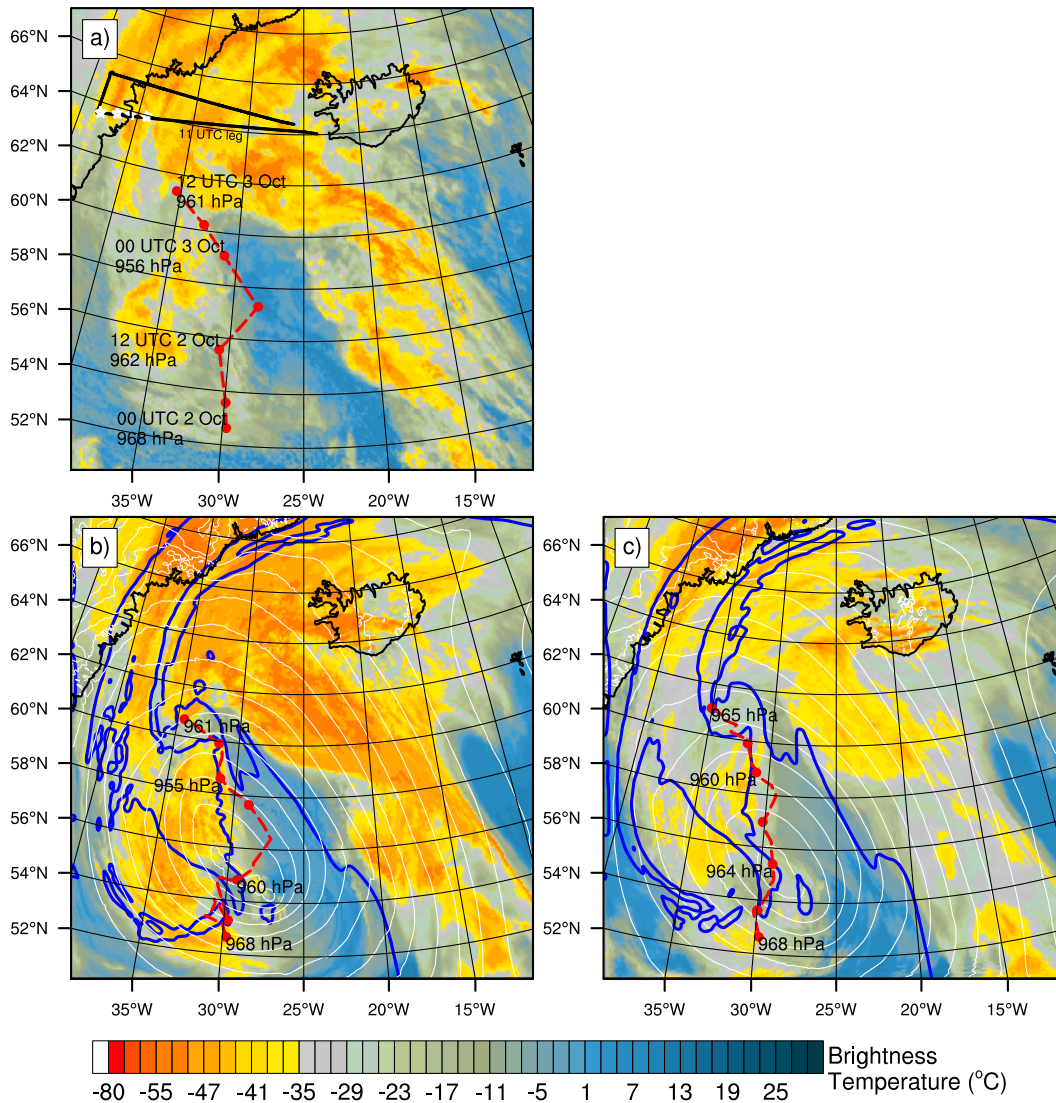 a)
66°N
64°N
62°N
60°N
58°N
56°N
54°N
52°N
11 UTC leg
12 UTC 3 Oct
961 hPa
00 UTC 3 Oct
956 hPa
12 UTC 2 Oct
962 hPa
00 UTC 2 Oct
968 hPa
35°W 30°W 25°W 20°W 15°W
b)
66°N
64°N
62°N
60°N
58°N
56°N
54°N
52°N
961 hPa
955 hPa
960 hPa
968 hPa
35°W 30°W 25°W 20°W 15°W
c)
66°N
64°N
62°N
60°N
58°N
56°N
54°N
52°N
965 hPa
960 hPa
964 hPa
968 hPa
35°W 30°W 25°W 20°W 15°W
-80 -55 -47 -41 -35 -29 -23 -17 -11 -5 1 7 13 19 25
Brightness
Temperature (°C)